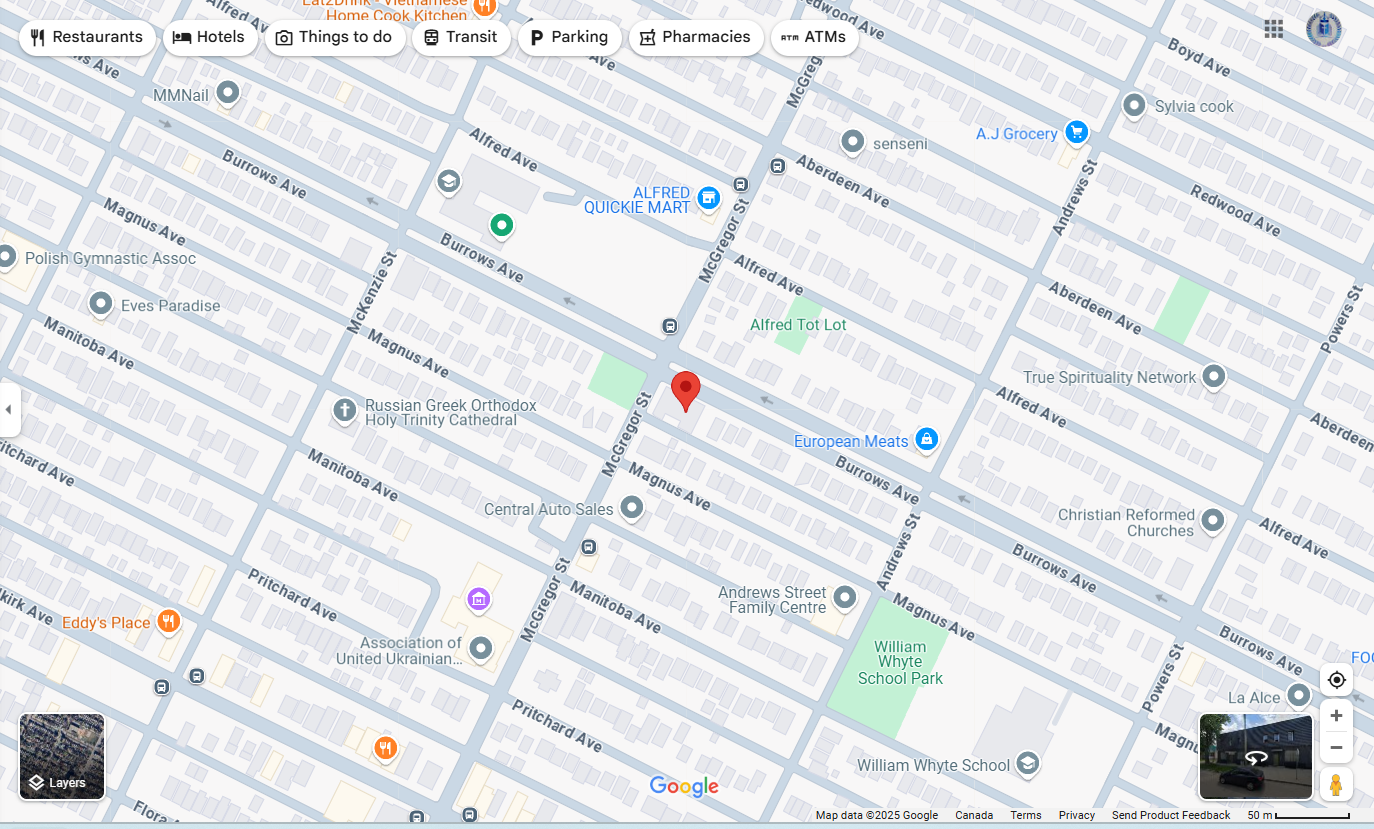 Eat2Drink - Vietnamese
Home Cook Kitchen
Restaurants
Hotels
Things to do
Transit
Parking
Pharmacies
ATM
ATMs
Alfred Ave
Redwood Ave
Boyd Ave
MMNail
McGregor St
Sylvia cook
A.J Grocery
senseni
Alfred Ave
Burrows Ave
Aberdeen Ave
Andrews St
Redwood Ave
ALFRED
QUICKIE MART
Magnus Ave
McGregor St
Burrows Ave
Polish Gymnastic Assoc
McKenzie St
Alfred Ave
Aberdeen Ave
Powers St
Eves Paradise
Alfred Tot Lot
Manitoba Ave
Magnus Ave
True Spirituality Network
Russian Greek Orthodox
Holy Trinity Cathedral
Alfred Ave
Aberdeen
McGregor St
European Meats
Pritchard Ave
Manitoba Ave
Magnus Ave
Burrows Ave
Central Auto Sales
Christian Reformed
Churches
Alfred Ave
Andrews St
Burrows Ave
Pritchard Ave
McGregor St
Manitoba Ave
Andrews Street
Family Centre
Magnus Ave
Eddy's Place
Burrows Ave
Association of
United Ukrainian...
William
Whyte
School Park
Powers St
FOO
La Alce
Pritchard Ave
Magnu
William Whyte School
Layers
Google
Flora Ave
Map data ©2025 Google
Canada
Terms
Privacy
Send Product Feedback
50 m